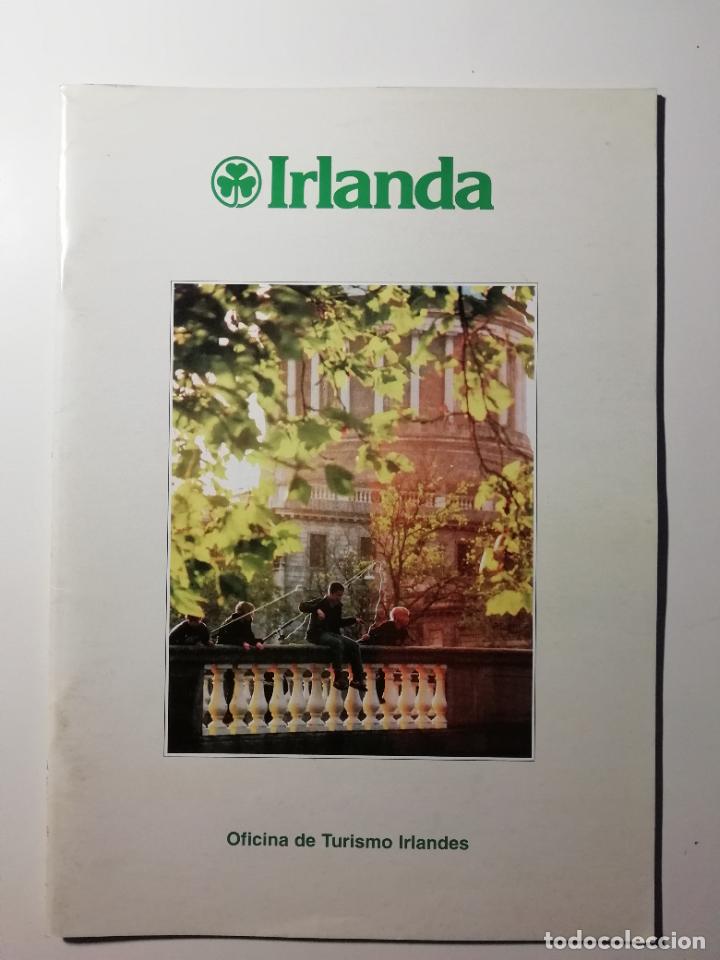 Irlanda
Oficina de Turismo Irlandes
todocoleccion